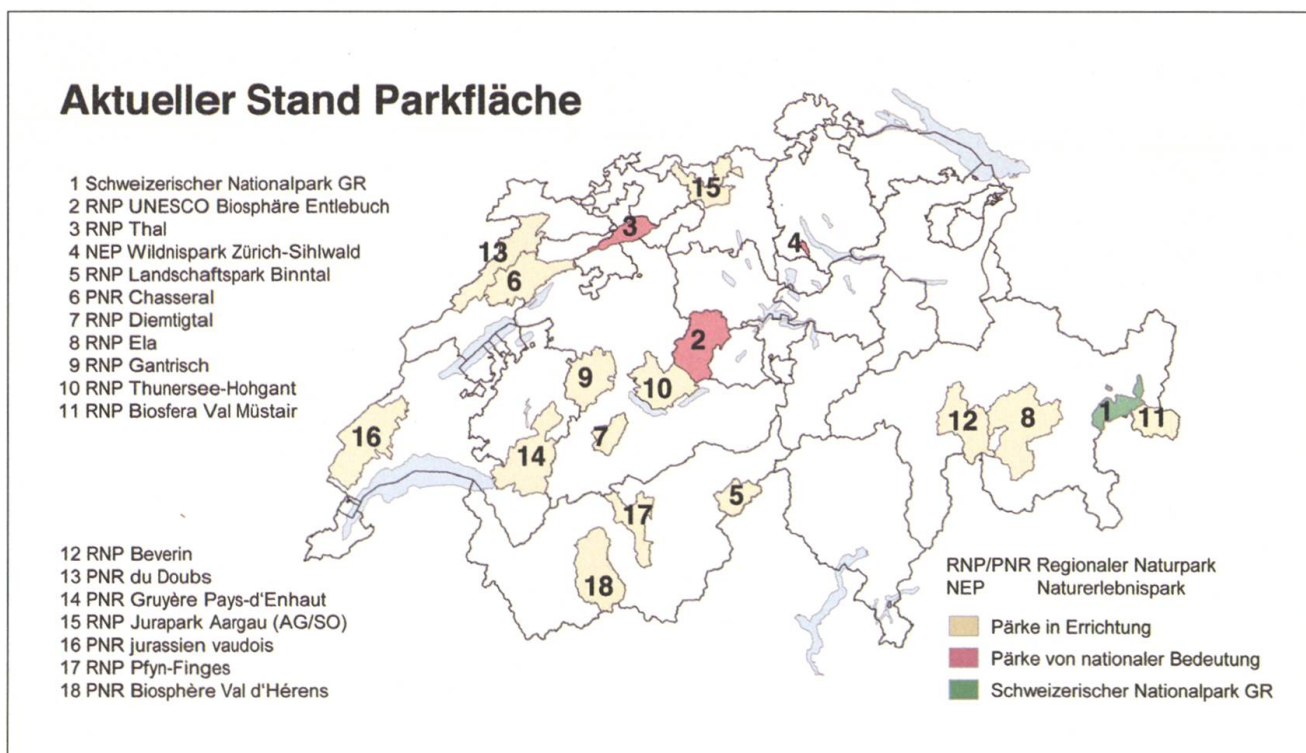 Aktueller Stand Parkfläche
1 Schweizerischer Nationalpark GR
2 RNP UNESCO Biosphäre Entlebuch
3 RNP Thal
4 NEP Wildnispark Zürich-Sihlwald
5 RNP Landschaftspark Binntal
6 PNR Chasseral
7 RNP Diemtigtal
8 RNP Ela
9 RNP Gantrisch
10 RNP Thunersee-Hohgant
11 RNP Biosfera Val Müstair
12 RNP Beverin
13 PNR du Doubs
14 PNR Gruyère Pays-d'Enhaut
15 RNP Jurapark Aargau (AG/SO)
16 PNR jurassien vaudois
17 RNP Pfyn-Finges
18 PNR Biosphère Val d'Hérens
15
3
13
4
6
2
9
10
1
12
8
11
16
7
14
5
17
18
RNP/PNR Regionaler Naturpark
NEP Naturerlebnispark
Pärke in Errichtung
Pärke von nationaler Bedeutung
Schweizerischer Nationalpark GR